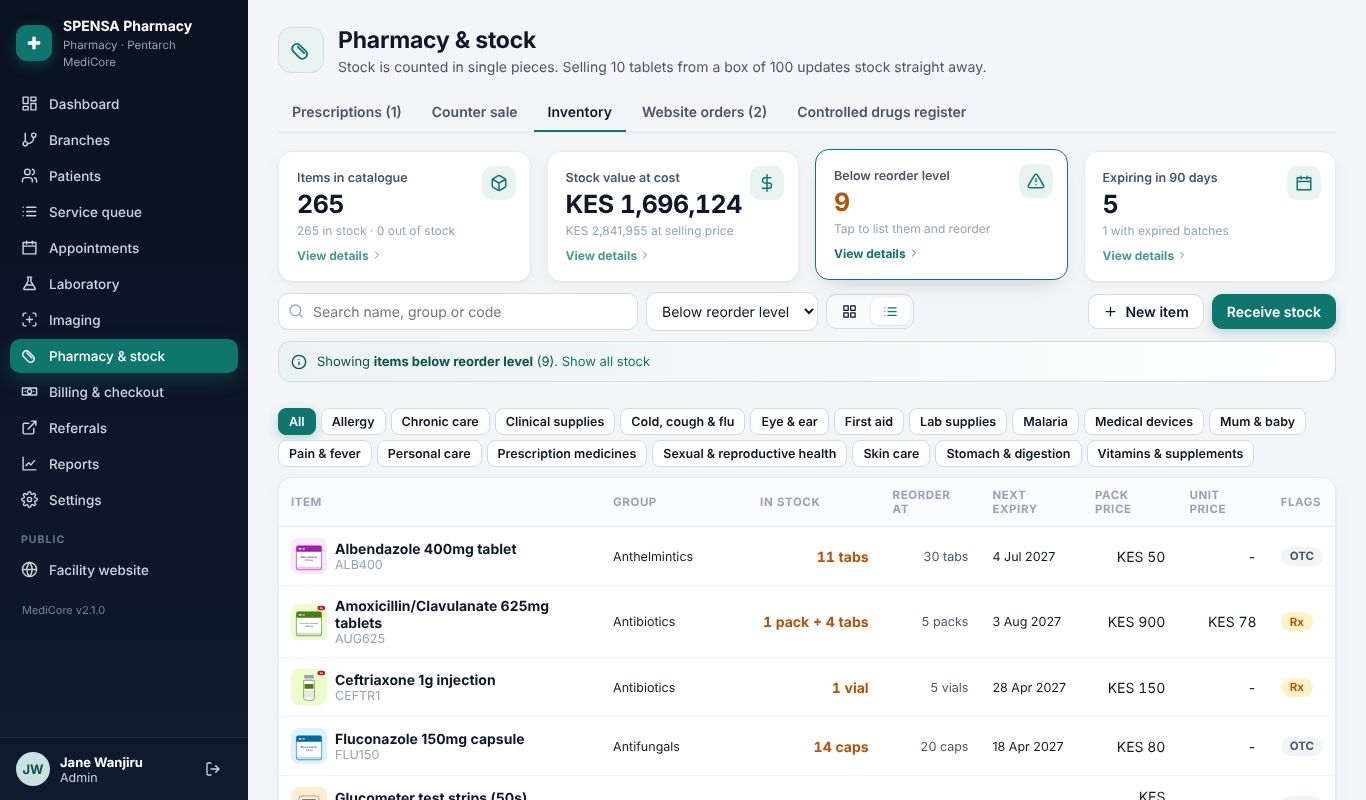 SPENSA Pharmacy
Pharmacy · Pentarch
MediCore
Dashboard
Branches
Patients
Service queue
Appointments
Laboratory
Imaging
Pharmacy & stock
Billing & checkout
Referrals
Reports
Settings
PUBLIC
Facility website
MediCore v2.1.0
JW
Jane Wanjiru
Admin
Pharmacy & stock
Stock is counted in single pieces. Selling 10 tablets from a box of 100 updates stock straight away.
Prescriptions (1) Counter sale Inventory Website orders (2) Controlled drugs register
Items in catalogue
265
265 in stock · 0 out of stock
View details
Stock value at cost
KES 1,696,124
KES 2,841,955 at selling price
View details
Below reorder level
9
Tap to list them and reorder
View details
Expiring in 90 days
5
1 with expired batches
View details
Search name, group or code Below reorder level + New item Receive stock
Showing items below reorder level (9). Show all stock
All Allergy Chronic care Clinical supplies Cold, cough & flu Eye & ear First aid Lab supplies Malaria Medical devices Mum & baby
Pain & fever Personal care Prescription medicines Sexual & reproductive health Skin care Stomach & digestion Vitamins & supplements
ITEM GROUP IN STOCK REORDER AT NEXT EXPIRY PACK PRICE UNIT PRICE FLAGS
Albendazole 400mg tablet
ALB400
Anthelmintics 11 tabs 30 tabs 4 Jul 2027 KES 50 - OTC
Amoxicillin/Clavulanate 625mg
tablets
AUG625
Antibiotics 1 pack + 4 tabs 5 packs 3 Aug 2027 KES 900 KES 78 Rx
Ceftriaxone 1g injection
CEFTR1
Antibiotics 1 vial 5 vials 28 Apr 2027 KES 150 - Rx
Fluconazole 150mg capsule
FLU150
Antifungals 14 caps 20 caps 18 Apr 2027 KES 80 - OTC
Glucometer test strips (50s)
KES